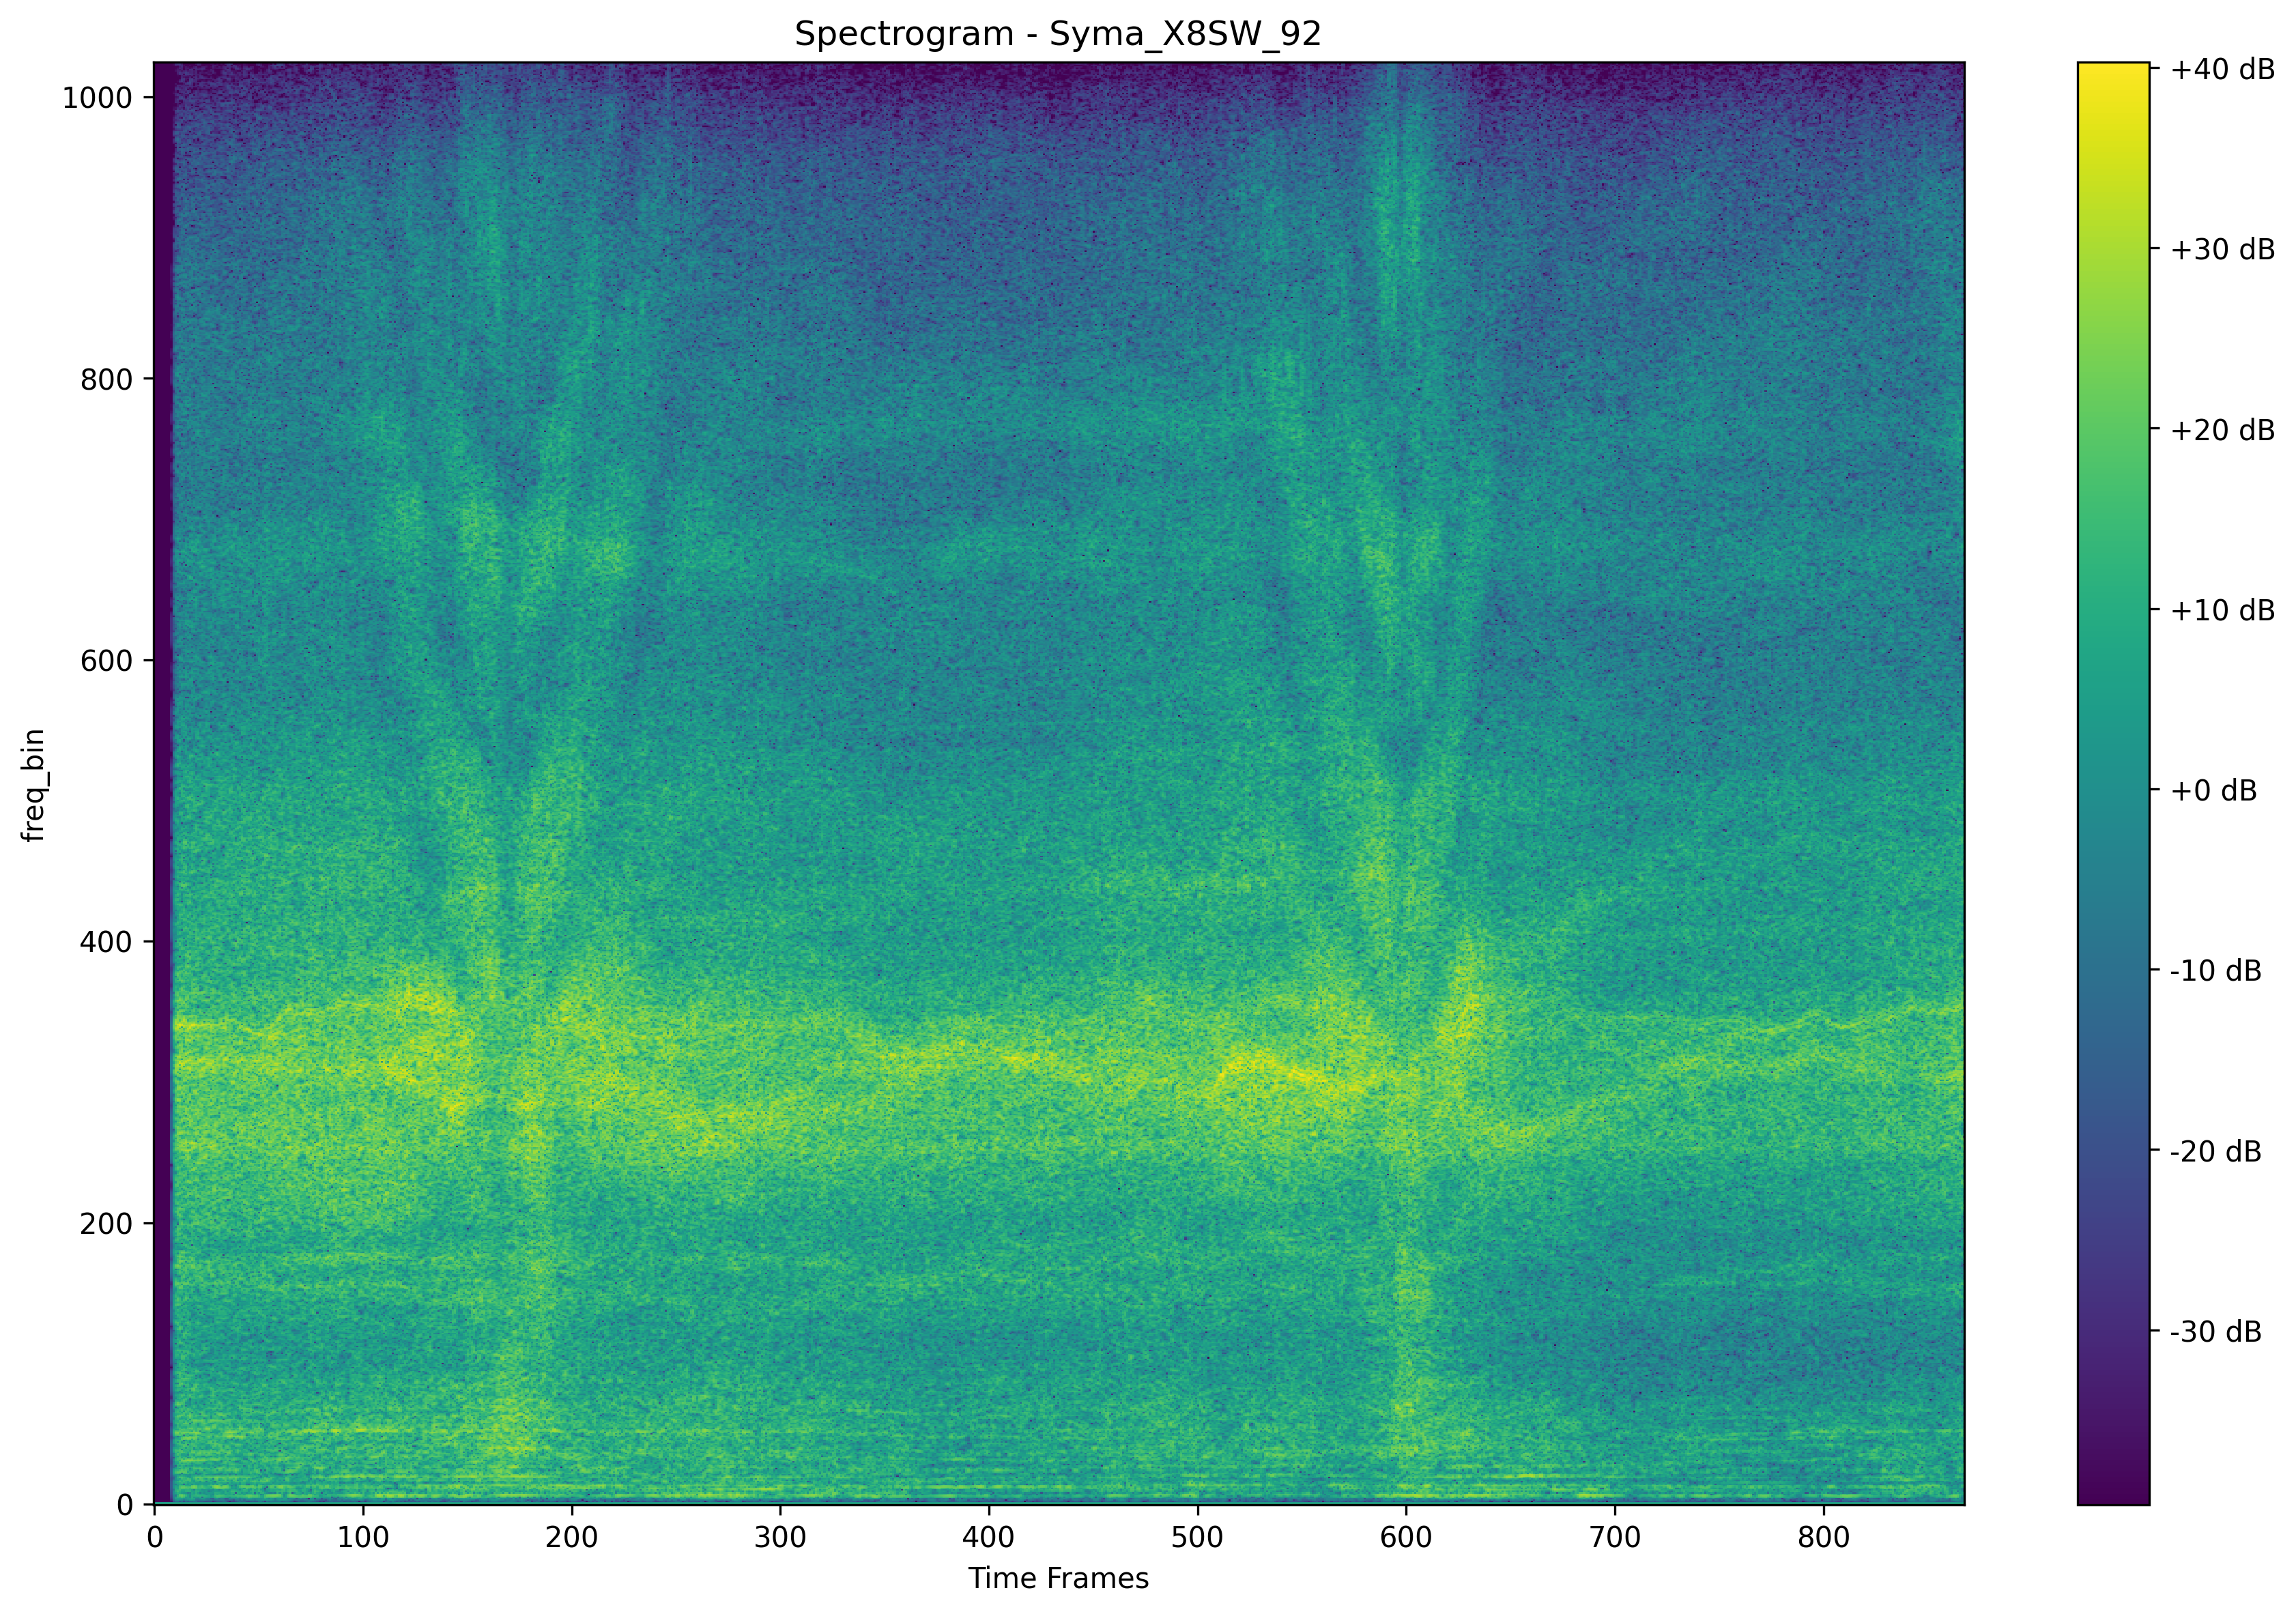 Spectrogram - Syma_X8SW_92
freq_bin
1000
800
600
400
200
0
0 100 200 300 400 500 600 700 800
Time Frames
+40 dB
+30 dB
+20 dB
+10 dB
+0 dB
-10 dB
-20 dB
-30 dB